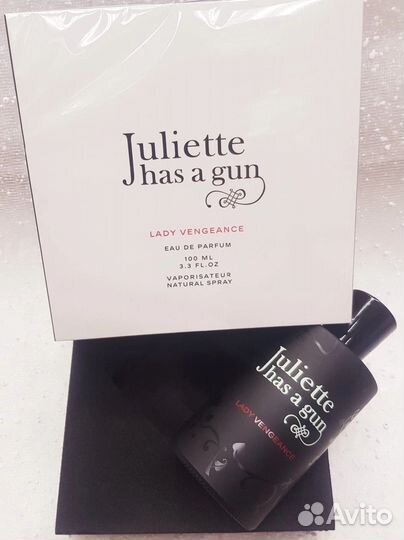 Juliette
has a gun
LADY VENGEANCE
EAU DE PARFUM
100 ML
3.3 FL.OZ
VAPORISATEUR
NATURAL SPRAY
Juliette
has a gun
LADY VENGEANCE
Avito